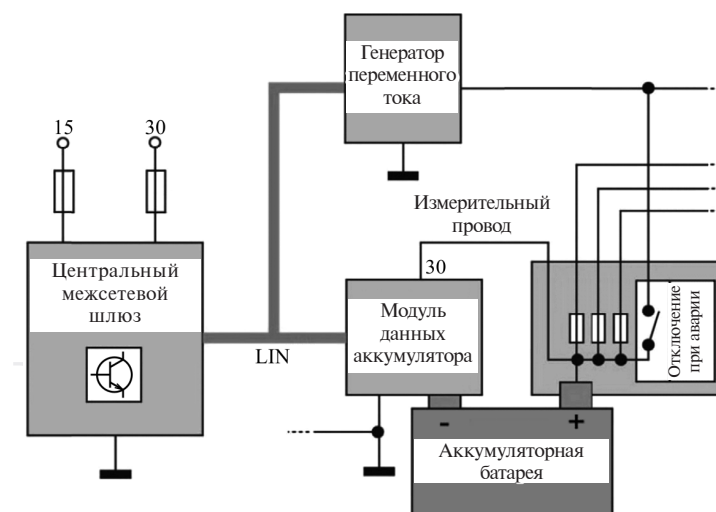 Генератор
переменного
тока
15
30
Измерительный
провод
30
Центральный
межсетевой
шлюз
LIN
Модуль
данных
аккумулятора
Отключение
при аварии
-
+
Аккумуляторная
батарея